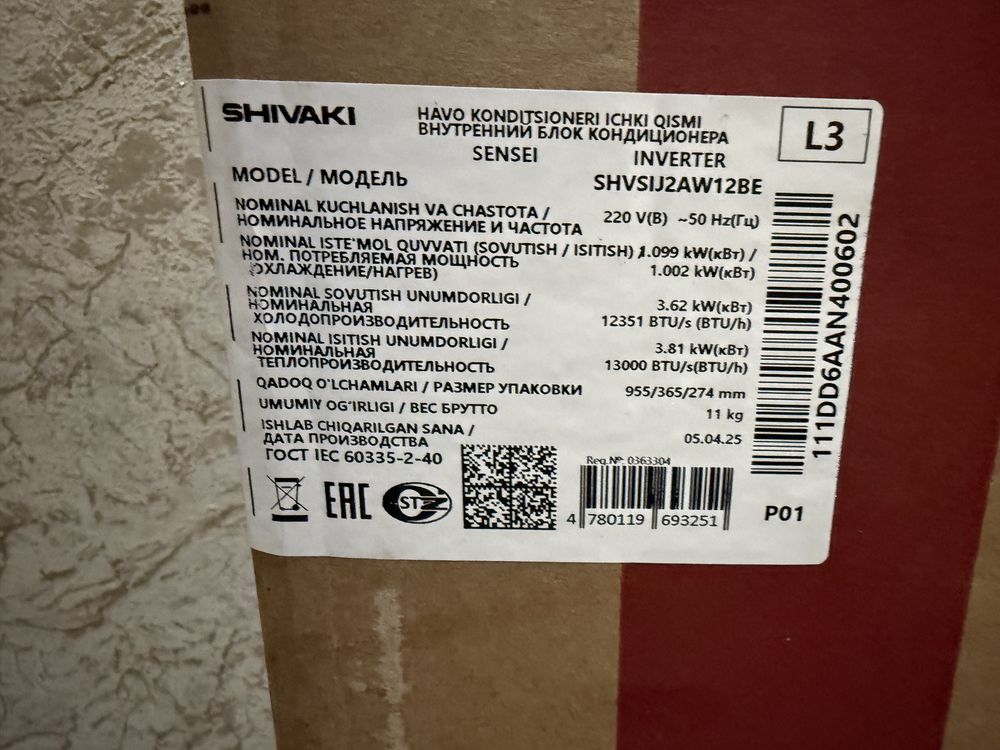 SHIVAKI
HAVO KONDITSIONERI ICHKI QISMI
ВНУТРЕННИЙ БЛОК КОНДИЦИОНЕРА
SENSEI INVERTER
L3
MODEL / МОДЕЛЬ SHVSIJ2AW12BE
NOMINAL KUCHLANISH VA CHASTOTA / 220 V(В) ~50 Hz(Гц)
НОМИНАЛЬНОЕ НАПРЯЖЕНИЕ И ЧАСТОТА
NOMINAL ISTE'MOL QUVVATI (SOVUTISH / ISITISH) 1.099 kW(кВт) /
НОМ. ПОТРЕБЛЯЕМАЯ МОЩНОСТЬ 1.002 kW(кВт)
ОХЛАЖДЕНИЕ/НАГРЕВ)
NOMINAL SOVUTISH UNUMDORLIGI / 3.62 kW(кВт)
НОМИНАЛЬНАЯ
ХОЛОДОПРОИЗВОДИТЕЛЬНОСТЬ 12351 BTU/s (BTU/h)
NOMINAL ISITISH UNUMDORLIGI / 3.81 kW(кВт)
НОМИНАЛЬНАЯ
ТЕПЛОПРОИЗВОДИТЕЛЬНОСТЬ 13000 BTU/s(BTU/h)
QADOQ O'LCHAMLARI / РАЗМЕР УПАКОВКИ 955/365/274 mm
UMUMIY OG'IRLIGI / ВЕС БРУТТО 11 kg
ISHLAB CHIQARILGAN SANA / 05.04.25
ДАТА ПРОИЗВОДСТВА
ГОСТ IEC 60335-2-40
Reg.№: 0363304
EAC
ST
4 780119 693251
P01
111DD6AAAN400602